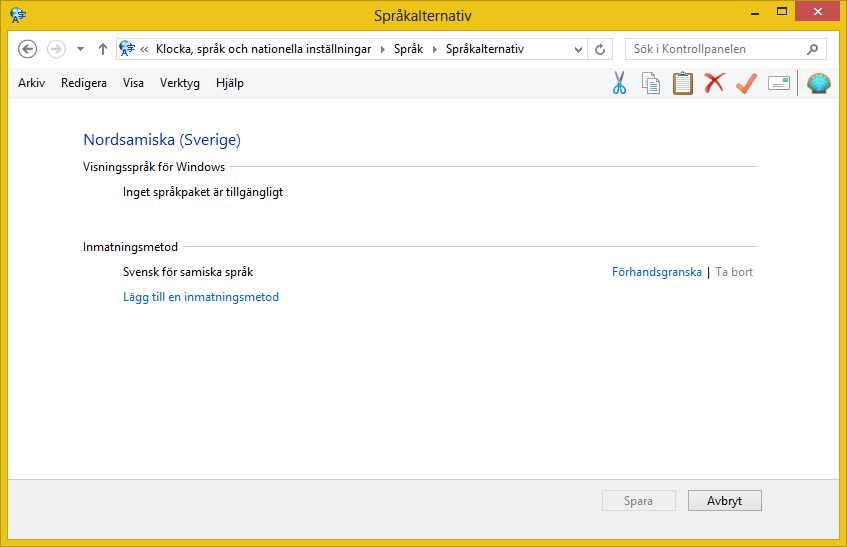 Språkalternativ
« Klocka, språk och nationella inställningar Språk Språkalternativ Sök i Kontrollpanelen
Arkiv Redigera Visa Verktyg Hjälp
Nordsamiska (Sverige)
Visningsspråk för Windows
Inget språkpaket är tillgängligt
Inmatningsmetod
Svensk för samiska språk Förhandsgranska | Ta bort
Lägg till en inmatningsmetod
Spara Avbryt